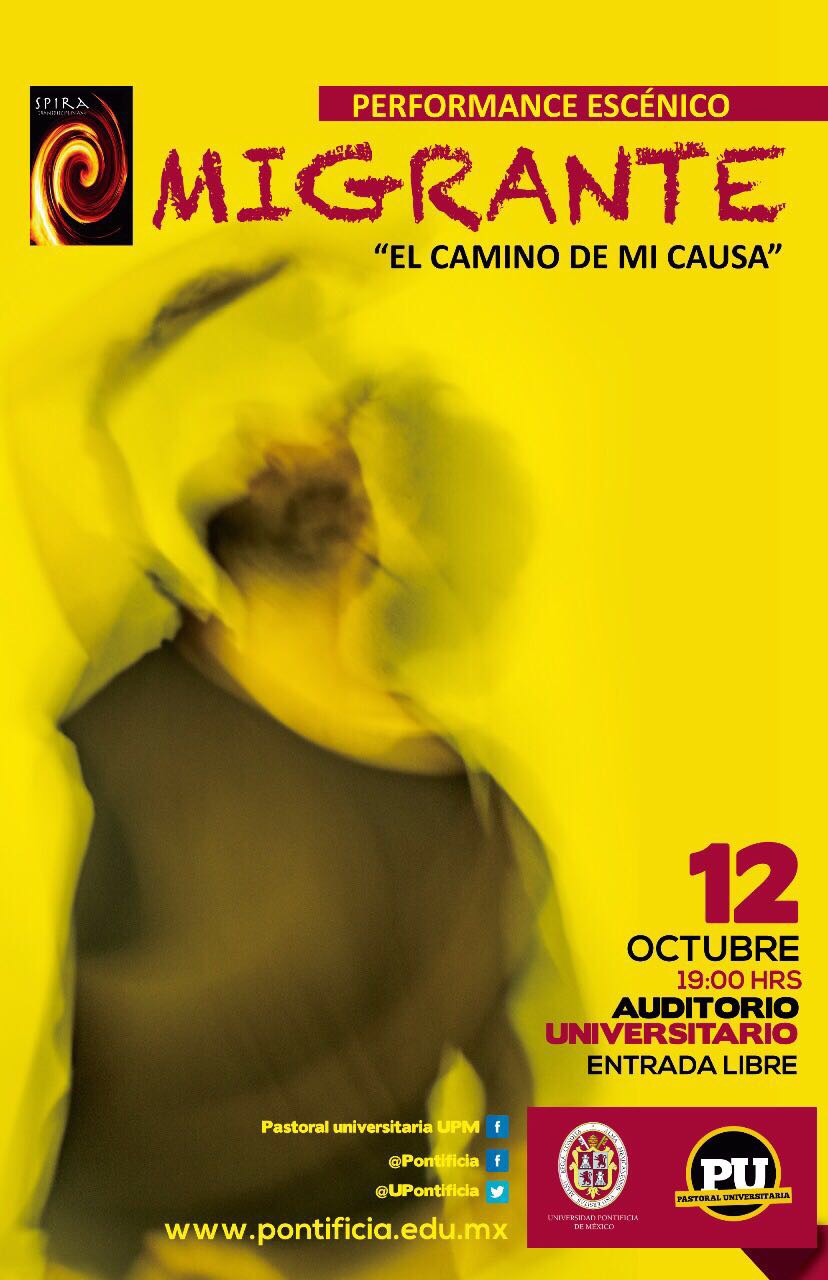 SPIRA
PERFORMANCE ESCÉNICO
MIGRANTE
“EL CAMINO DE MI CAUSA”
12
OCTUBRE
19:00 HRS
AUDITORIO
UNIVERSITARIO
ENTRADA LIBRE
Pastoral universitaria UPM
@Pontificia
@UPontificia
www.pontificia.edu.mx
UNIVERSIDAD PONTIFICIA
DE MÉXICO
PU
PASTORAL UNIVERSITARIA